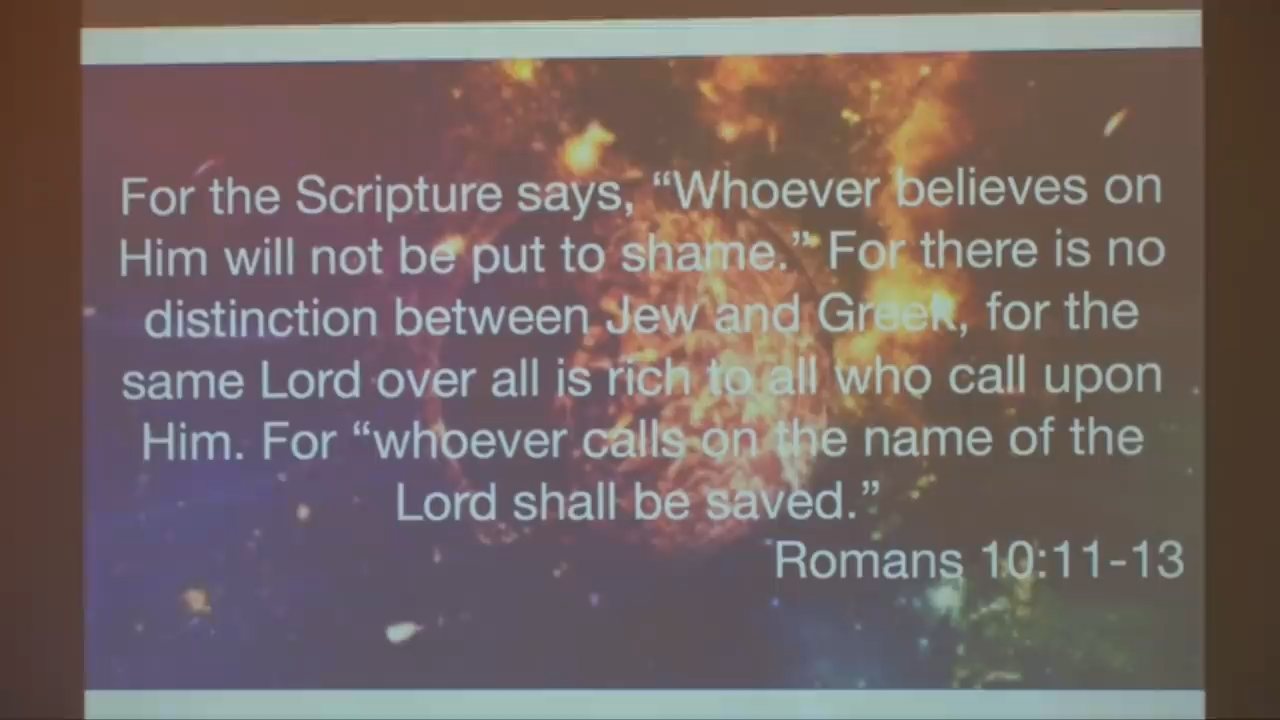 For the Scripture says, “Whoever believes on
Him will not be put to shame.” For there is no
distinction between Jew and Greek, for the
same Lord over all is rich to all who call upon
Him. For “whoever calls on the name of the
Lord shall be saved.”
Romans 10:11-13